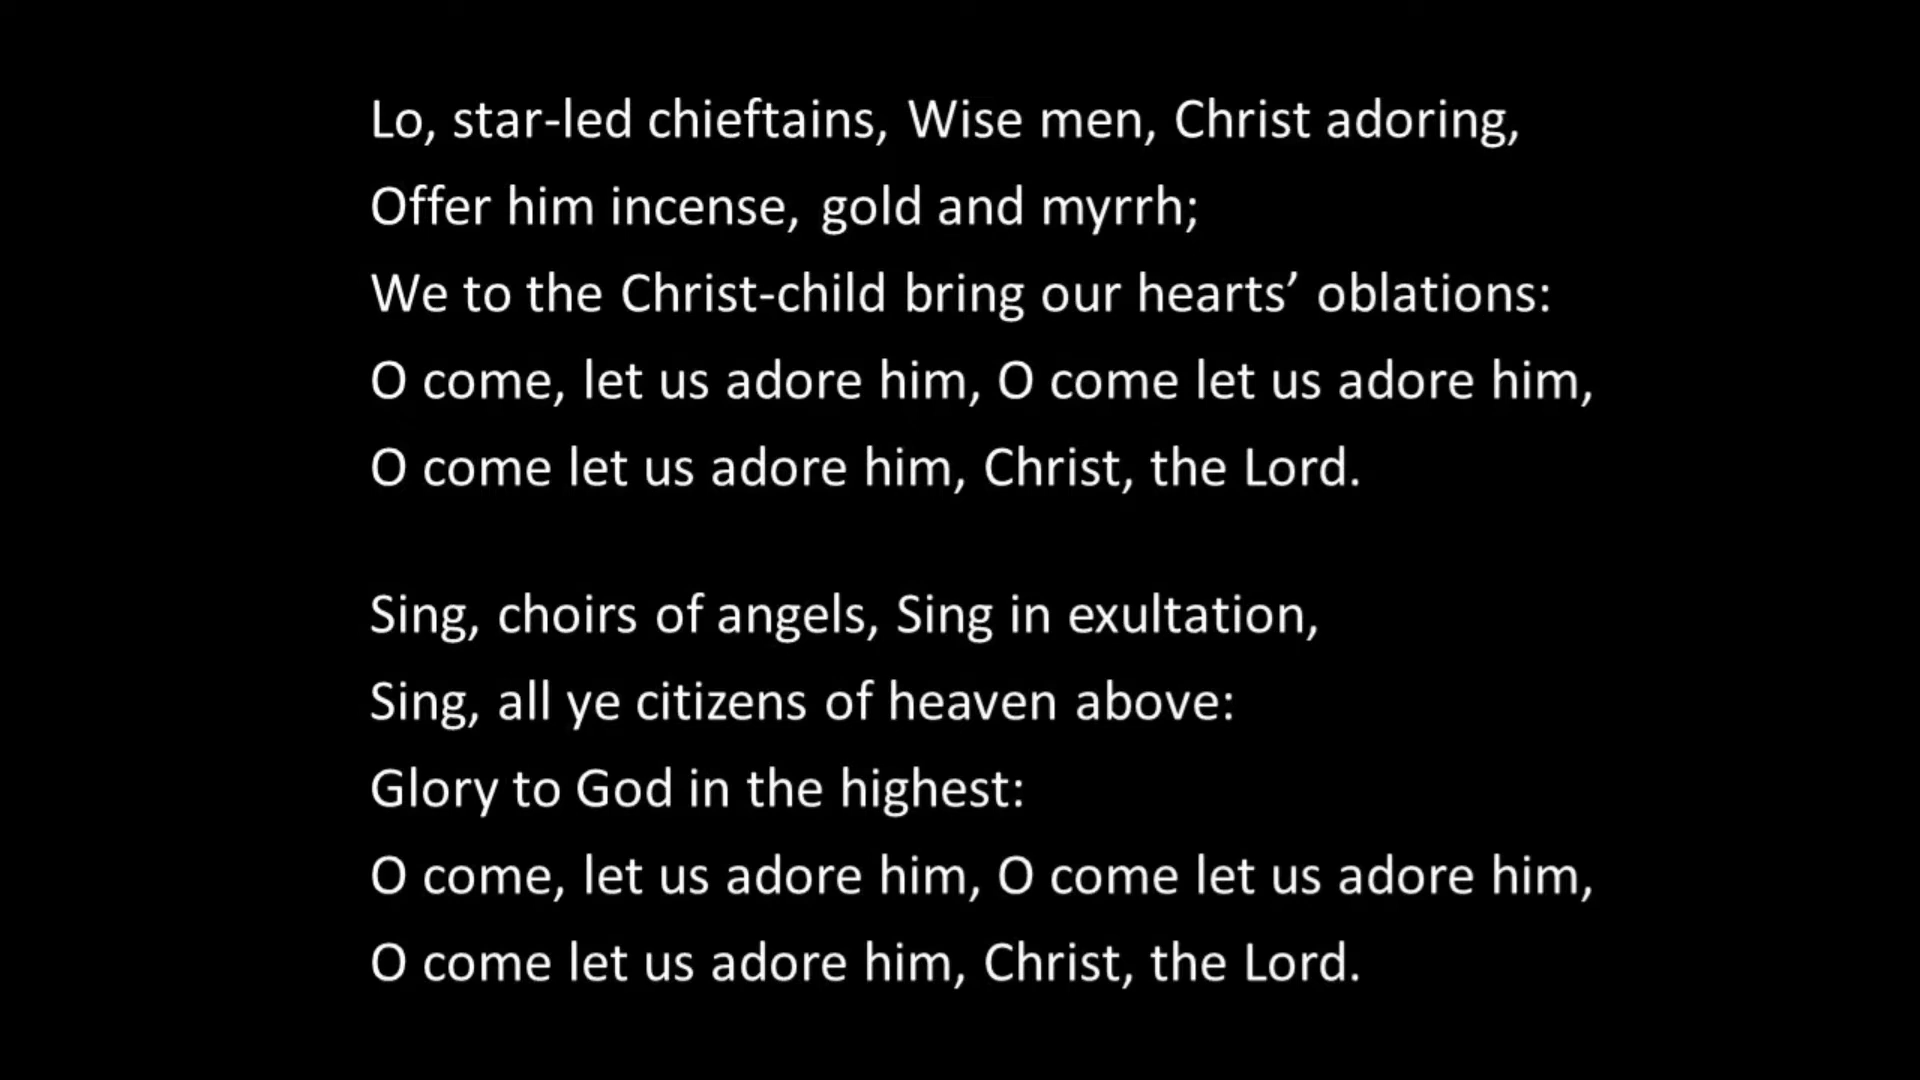 Lo, star-led chieftains, Wise men, Christ adoring,
Offer him incense, gold and myrrh;
We to the Christ-child bring our hearts’ oblations:
O come, let us adore him, O come let us adore him,
O come let us adore him, Christ, the Lord.
Sing, choirs of angels, Sing in exultation,
Sing, all ye citizens of heaven above:
Glory to God in the highest:
O come, let us adore him, O come let us adore him,
O come let us adore him, Christ, the Lord.